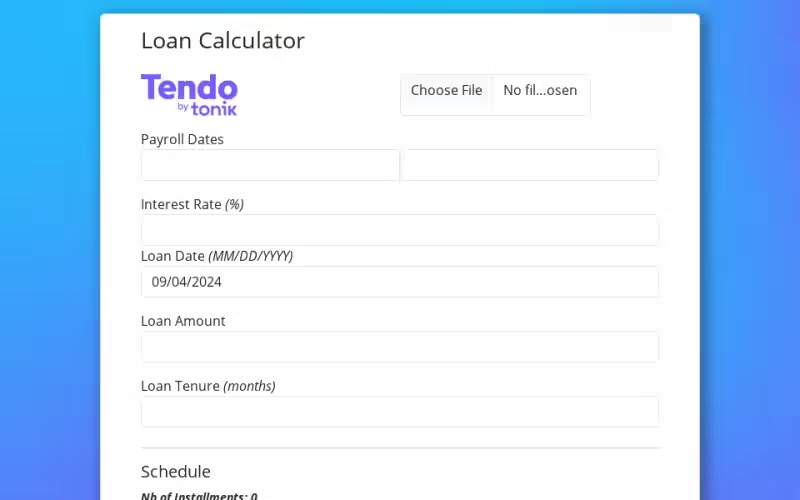 Loan Calculator
Tendo
by tonik
Choose File No fil...osen
Payroll Dates
Interest Rate (%)
Loan Date (MM/DD/YYYY)
09/04/2024
Loan Amount
Loan Tenure (months)
Schedule
Nb of Installments: 0